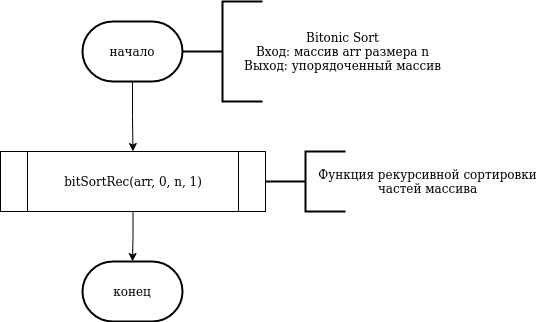 начало
Bitonic Sort
Вход: массив arr размера n
Выход: упорядоченный массив
bitSortRec(arr, 0, n, 1)
Функция рекурсивной сортировки
частей массива
конец